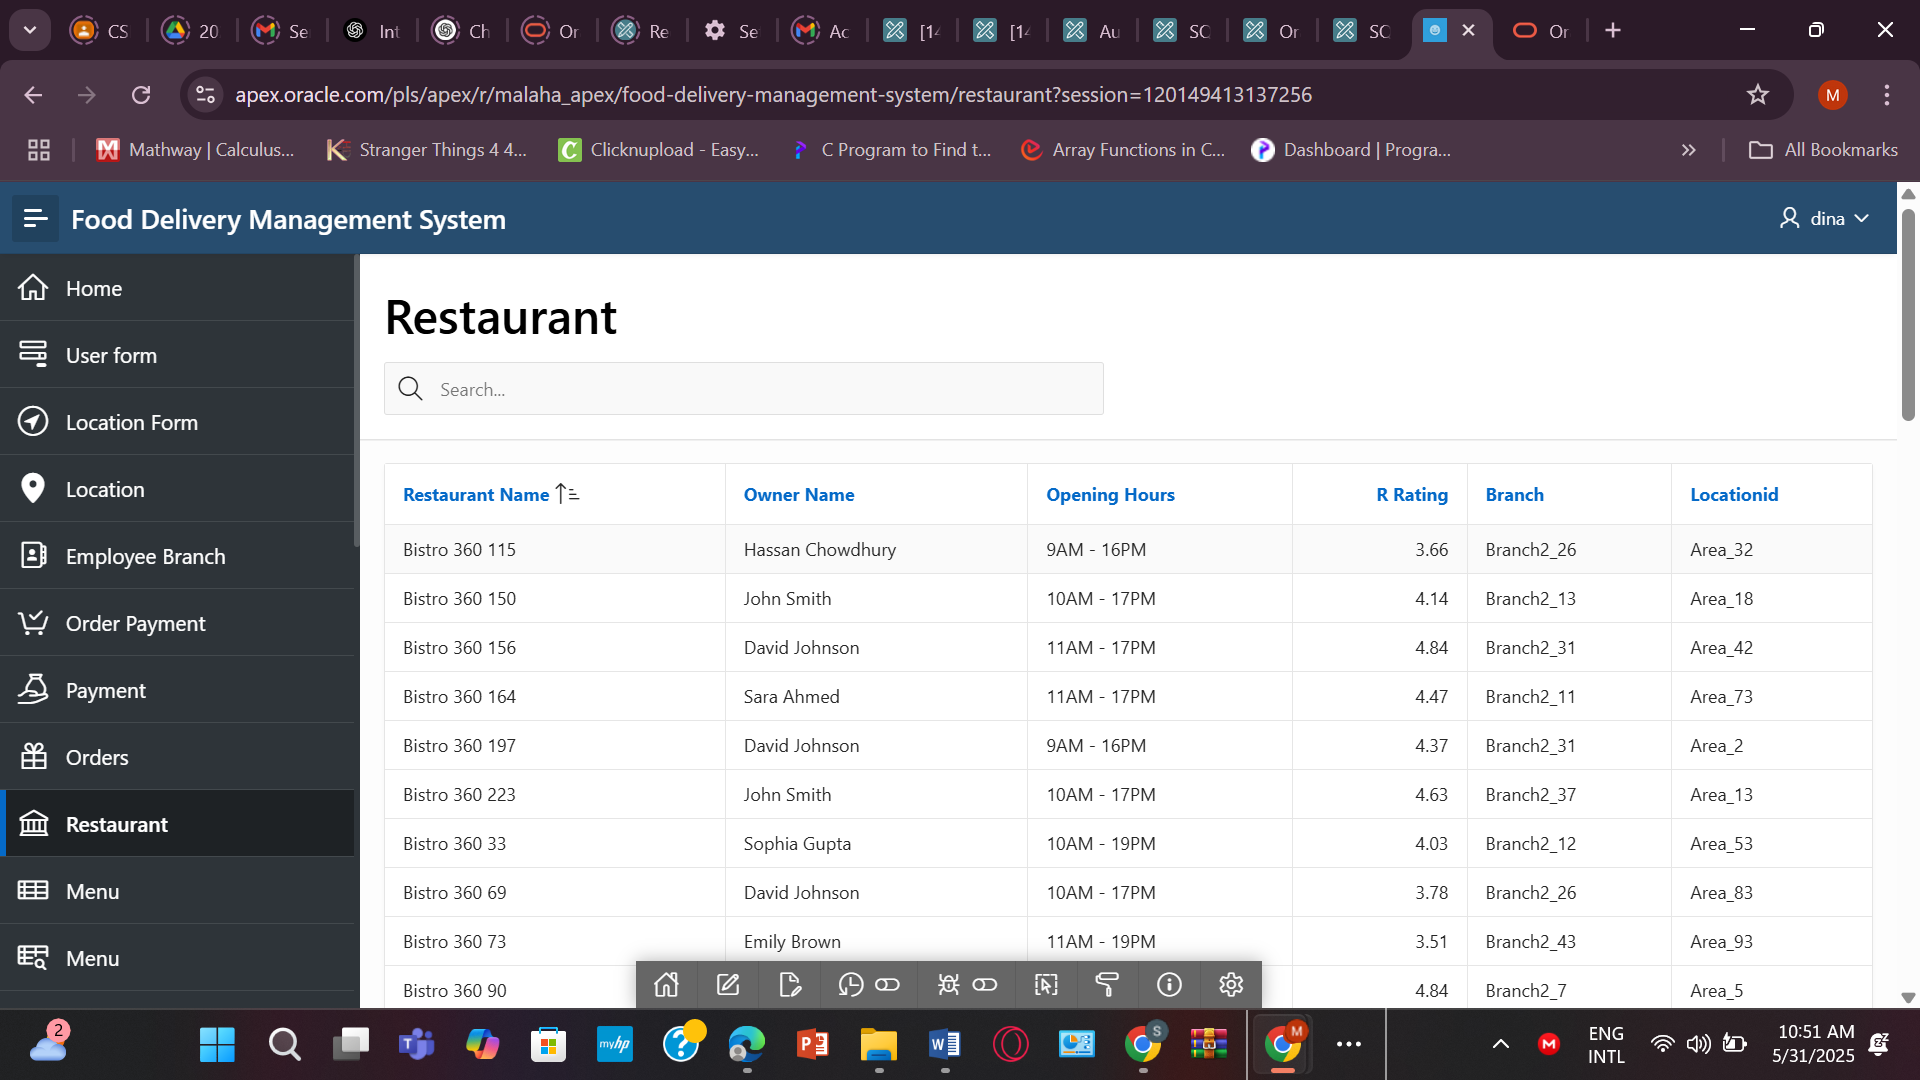 CS 20 Se Int Ch Or Re Se Ac [14 [14 Au SQ Or SQ Or
apex.oracle.com/pls/apex/r/malaha_apex/food-delivery-management-system/restaurant?session=120149413137256 M
Mathway | Calculus... Stranger Things 4 4... Clicknupload - Easy... C Program to Find t... Array Functions in C... Dashboard | Progra... All Bookmarks
Food Delivery Management System dina
Home
User form
Location Form
Location
Employee Branch
Order Payment
Payment
Orders
Restaurant
Menu
Menu
Restaurant
Search...
Restaurant Name Owner Name Opening Hours R Rating Branch Locationid
Bistro 360 115 Hassan Chowdhury 9AM - 16PM 3.66 Branch2_26 Area_32
Bistro 360 150 John Smith 10AM - 17PM 4.14 Branch2_13 Area_18
Bistro 360 156 David Johnson 11AM - 17PM 4.84 Branch2_31 Area_42
Bistro 360 164 Sara Ahmed 11AM - 17PM 4.47 Branch2_11 Area_73
Bistro 360 197 David Johnson 9AM - 16PM 4.37 Branch2_31 Area_2
Bistro 360 223 John Smith 10AM - 17PM 4.63 Branch2_37 Area_13
Bistro 360 33 Sophia Gupta 10AM - 19PM 4.03 Branch2_12 Area_53
Bistro 360 69 David Johnson 10AM - 17PM 3.78 Branch2_26 Area_83
Bistro 360 73 Emily Brown 11AM - 19PM 3.51 Branch2_43 Area_93
Bistro 360 90 4.84 Branch2_7 Area_5
2 myhp S M M ENG 10:51 AM
INTL 5/31/2025